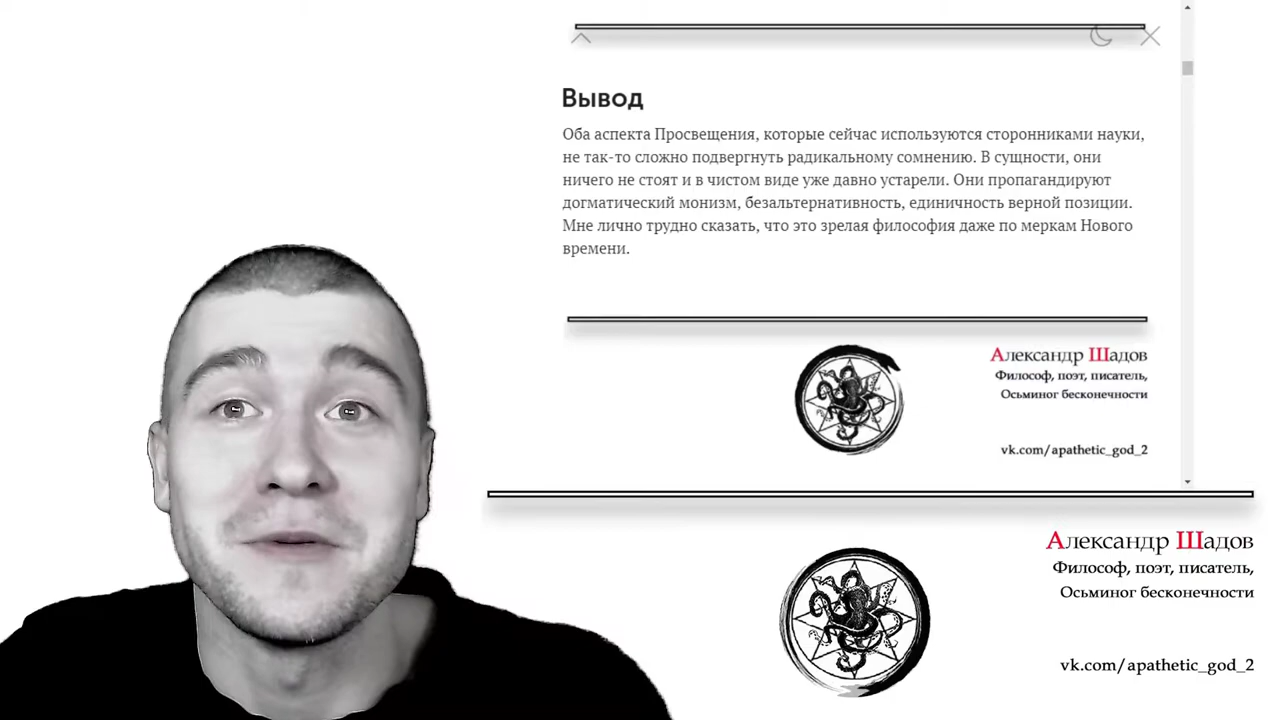 Вывод
Оба аспекта Просвещения, которые сейчас используются сторонниками науки,
не так-то сложно подвергнуть радикальному сомнению. В сущности, они
ничего не стоят и в чистом виде уже давно устарели. Они пропагандируют
догматический монизм, безальтернативность, единичность верной позиции.
Мне лично трудно сказать, что это зрелая философия даже по меркам Нового
времени.
Александр Шадов
Философ, поэт, писатель,
Осьминог бесконечности
vk.com/apathetic_god_2
Александр Шадов
Философ, поэт, писатель,
Осьминог бесконечности
vk.com/apathetic_god_2